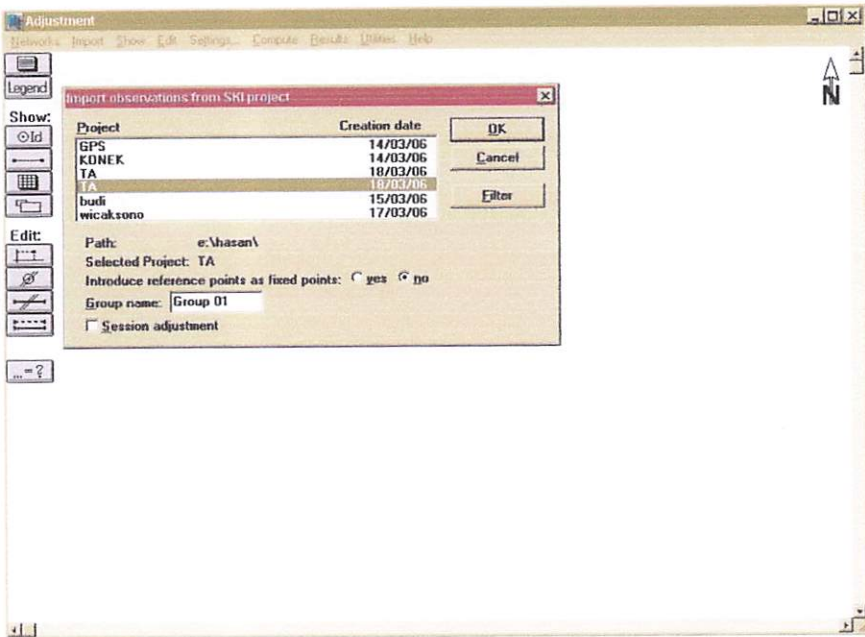 Adjustment
Networks Import Show Edit Settings... Compute Results Utilities Help
Legend
N
Show:
Id
Edit:
...=?
Import observations from SKI project
Project Creation date
GPS 14/03/06
KONEK 14/03/06
TA 18/03/06
TA 18/03/06
budi 15/03/06
wicaksono 17/03/06
OK
Cancel
Filter
Path: e:\hasan\
Selected Project: TA
Introduce reference points as fixed points: yes no
Group name: Group 01
Session adjustment